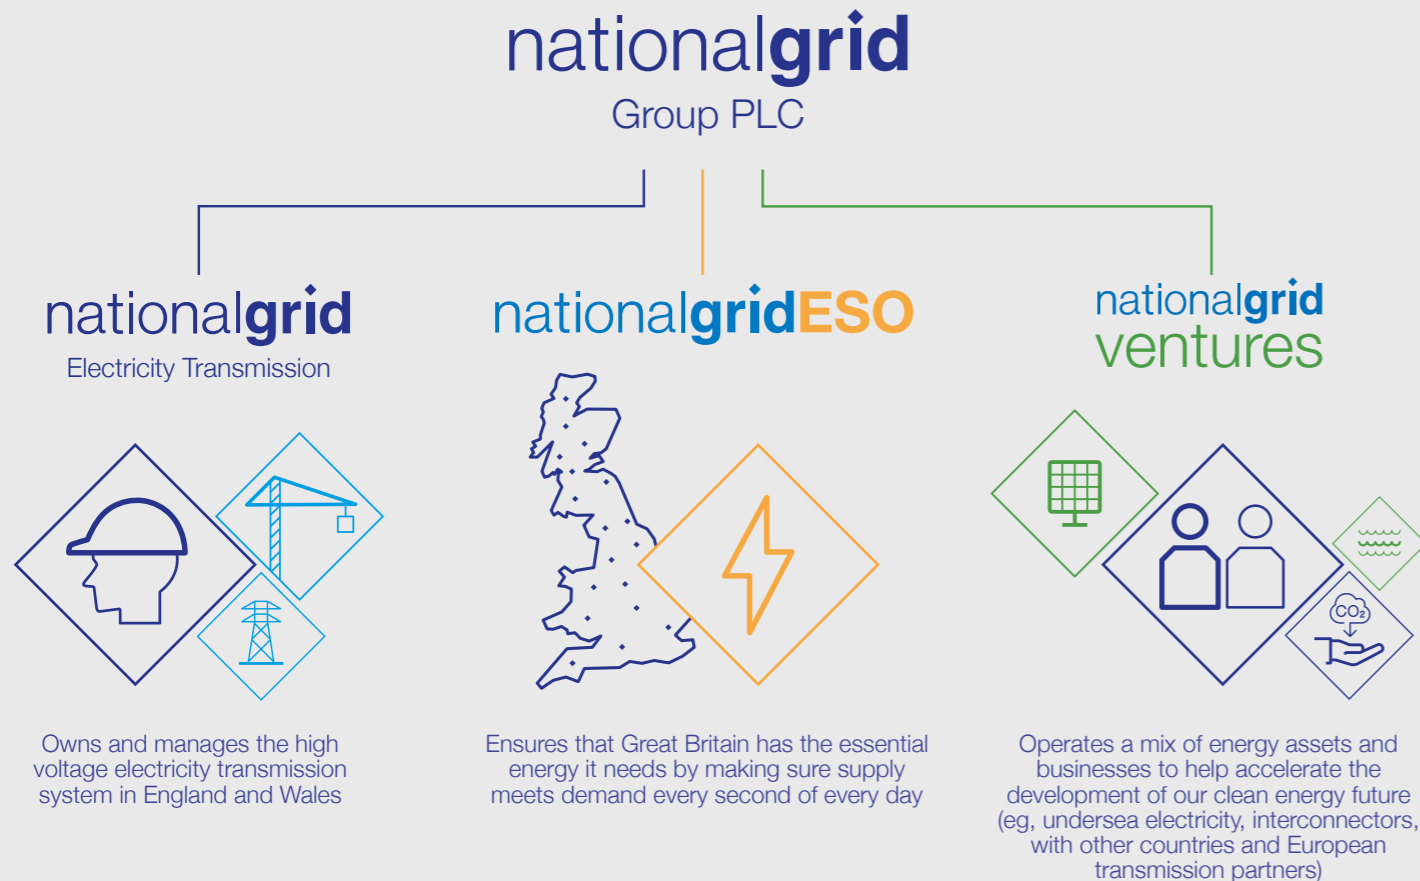 nationalgrid
Group PLC
nationalgrid
Electricity Transmission
Owns and manages the high
voltage electricity transmission
system in England and Wales
nationalgridESO
Ensures that Great Britain has the essential
energy it needs by making sure supply
meets demand every second of every day
nationalgrid
ventures
CO₂
Operates a mix of energy assets and
businesses to help accelerate the
development of our clean energy future
(eg, undersea electricity, interconnectors,
with other countries and European
transmission partners)